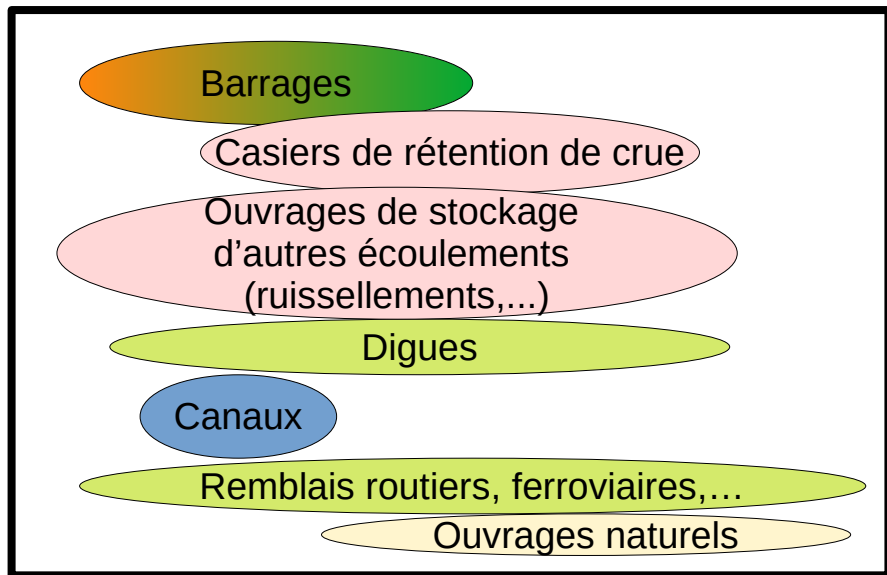 Barrages
Casiers de rétention de crue
Ouvrages de stockage
d’autres écoulements
(ruissellements,...)
Digues
Canaux
Remblais routiers, ferroviaires,…
Ouvrages naturels